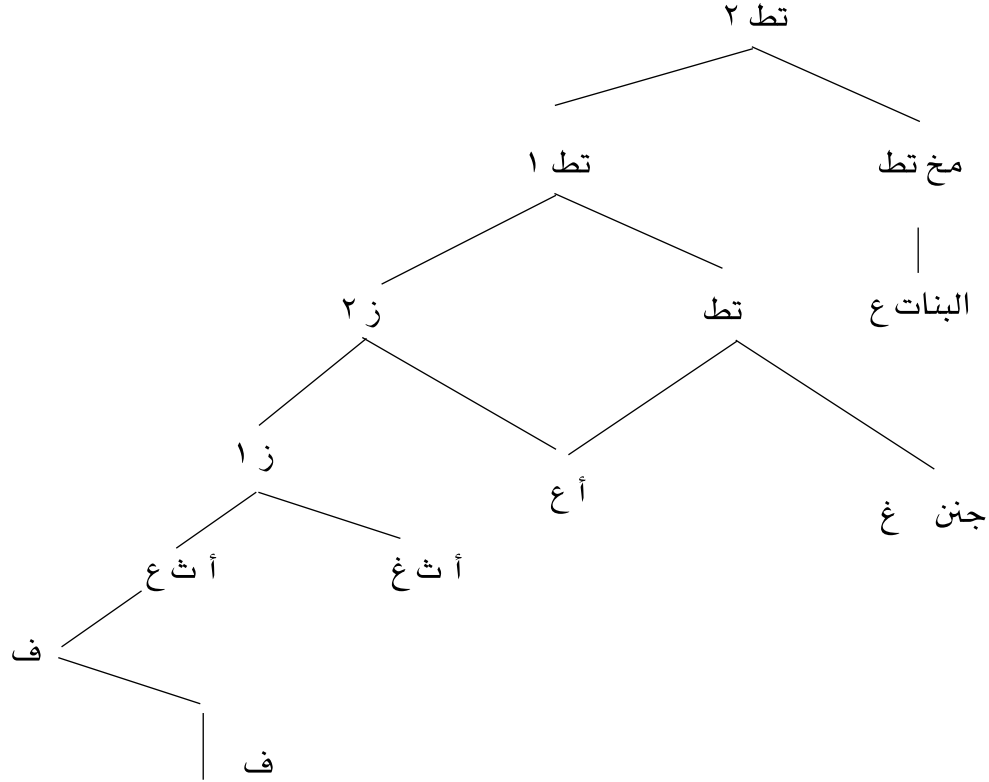 تط ٢
مخ تط
تط ١
البنات ع
تط
ز ٢
ز ١
أ ع
جنن غ
أ ث غ
أ ث ع
ف
ف